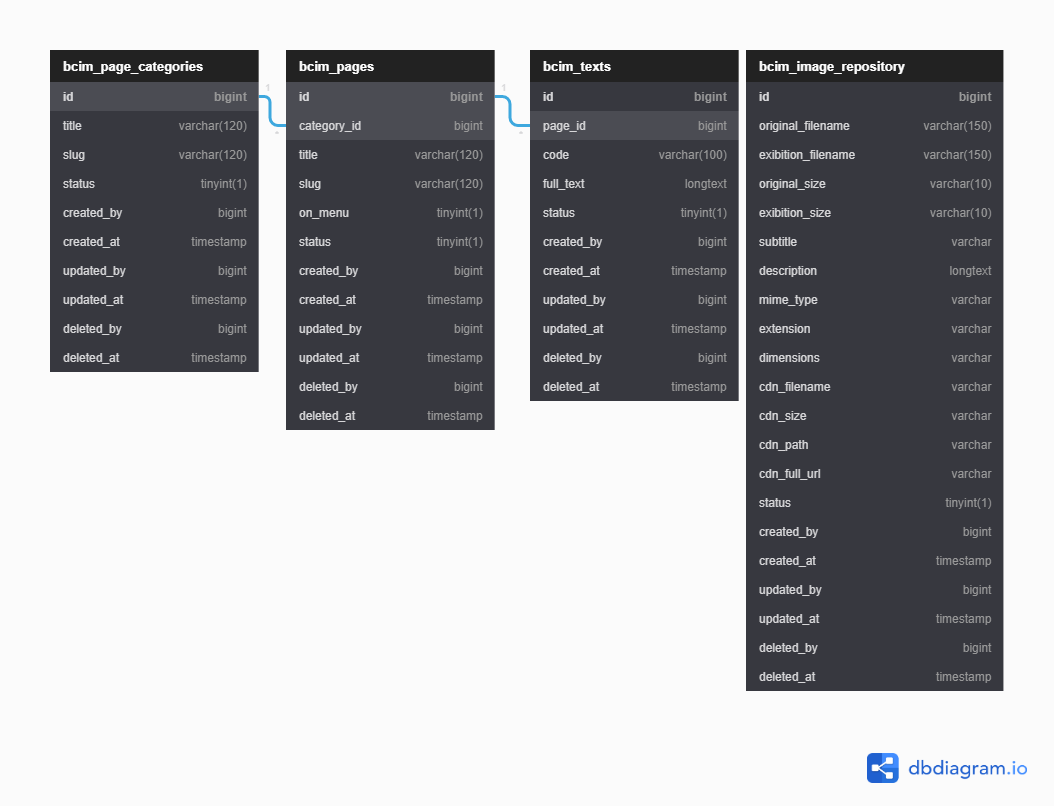 bcim_page_categories
id bigint
title varchar(120)
slug varchar(120)
status tinyint(1)
created_by bigint
created_at timestamp
updated_by bigint
updated_at timestamp
deleted_by bigint
deleted_at timestamp
1
*
bcim_pages
id bigint
category_id bigint
title varchar(120)
slug varchar(120)
on_menu tinyint(1)
status tinyint(1)
created_by bigint
created_at timestamp
updated_by bigint
updated_at timestamp
deleted_by bigint
deleted_at timestamp
1
*
bcim_texts
id bigint
page_id bigint
code varchar(100)
full_text longtext
status tinyint(1)
created_by bigint
created_at timestamp
updated_by bigint
updated_at timestamp
deleted_by bigint
deleted_at timestamp
bcim_image_repository
id bigint
original_filename varchar(150)
exibition_filename varchar(150)
original_size varchar(10)
exibition_size varchar(10)
subtitle varchar
description longtext
mime_type varchar
extension varchar
dimensions varchar
cdn_filename varchar
cdn_size varchar
cdn_path varchar
cdn_full_url varchar
status tinyint(1)
created_by bigint
created_at timestamp
updated_by bigint
updated_at timestamp
deleted_by bigint
deleted_at timestamp
dbdiagram.io